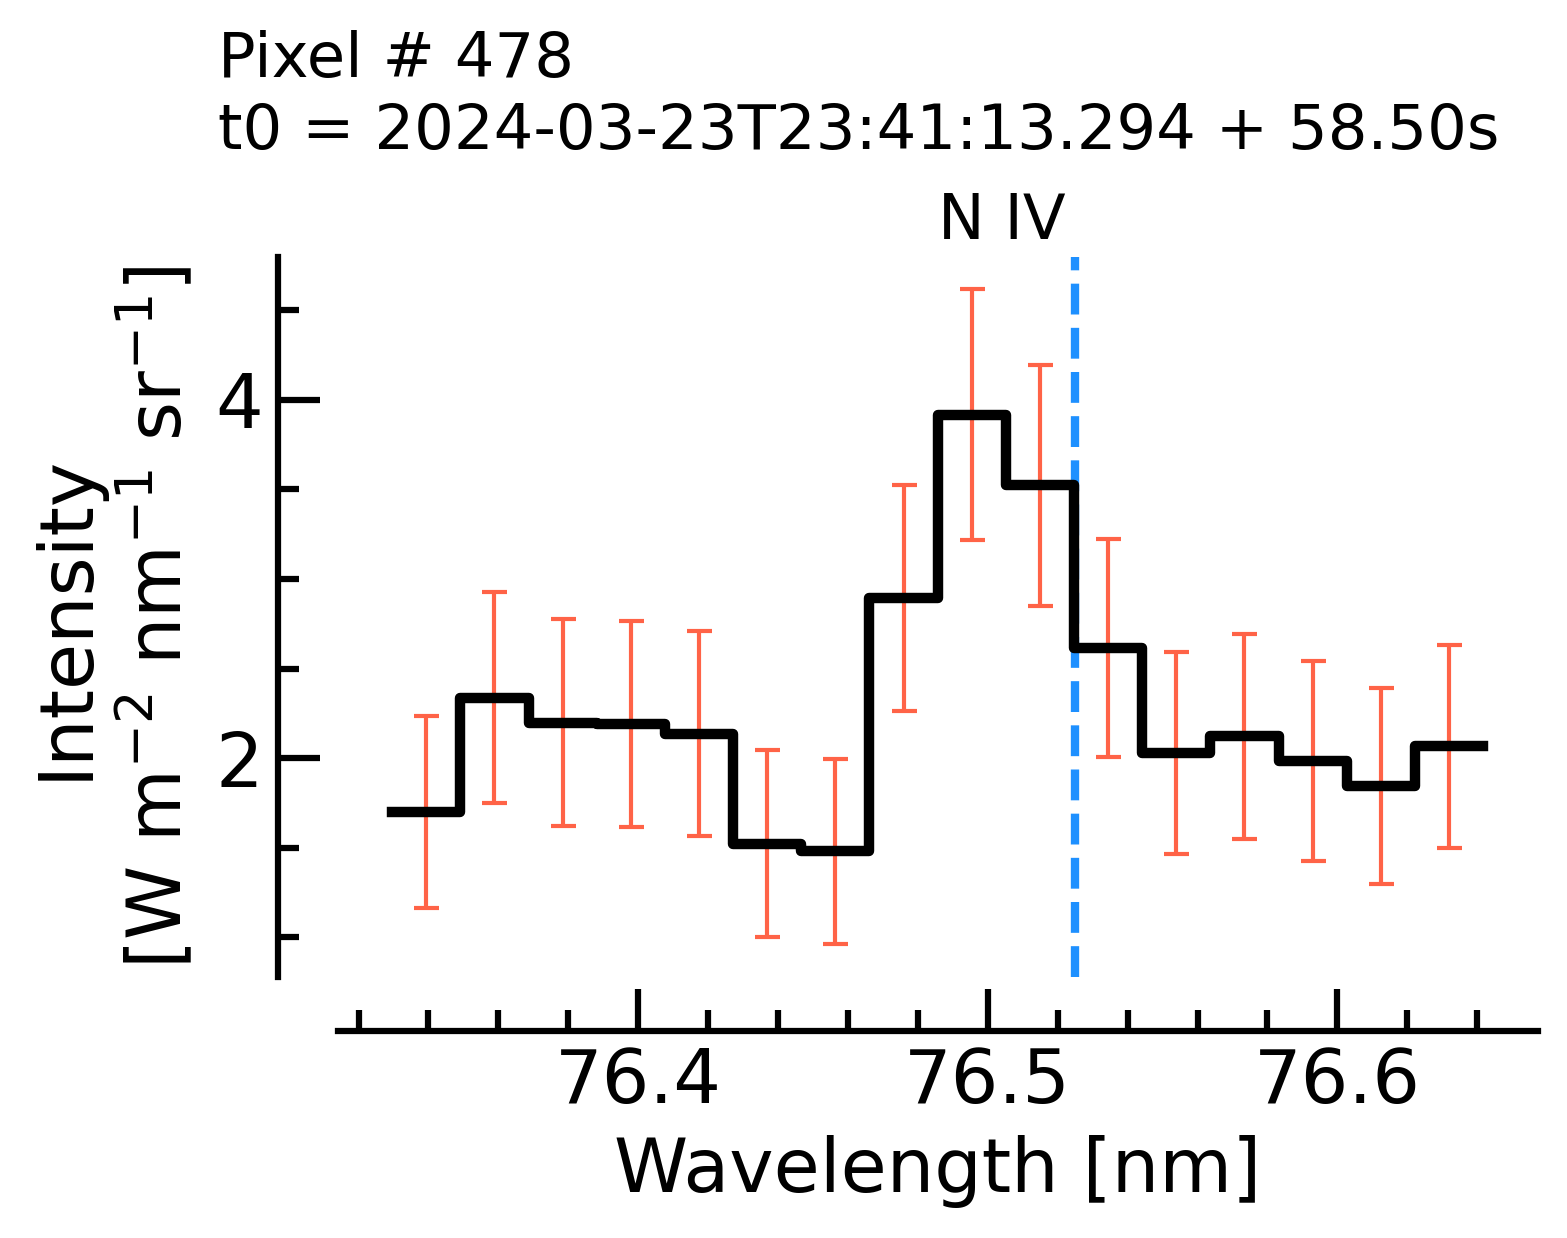 Pixel # 478
t0 = 2024-03-23T23:41:13.294 + 58.50s
N IV
Intensity
[W m⁻² nm⁻¹ sr⁻¹]
4
2
76.4 76.5 76.6
Wavelength [nm]